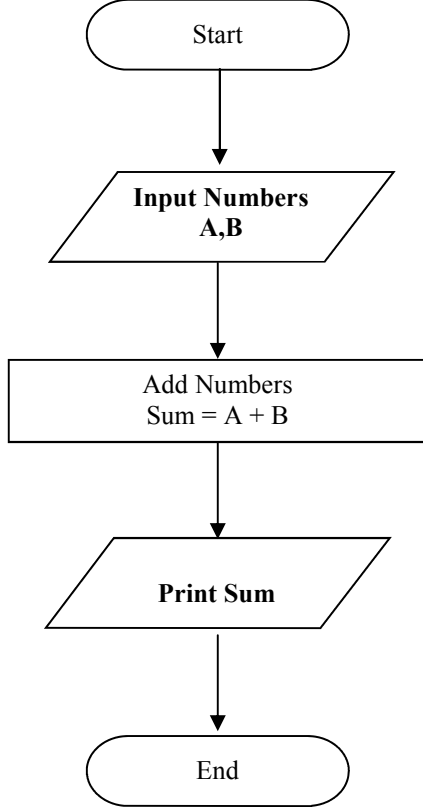 Start
Input Numbers
A,B
Add Numbers
Sum = A + B
Print Sum
End